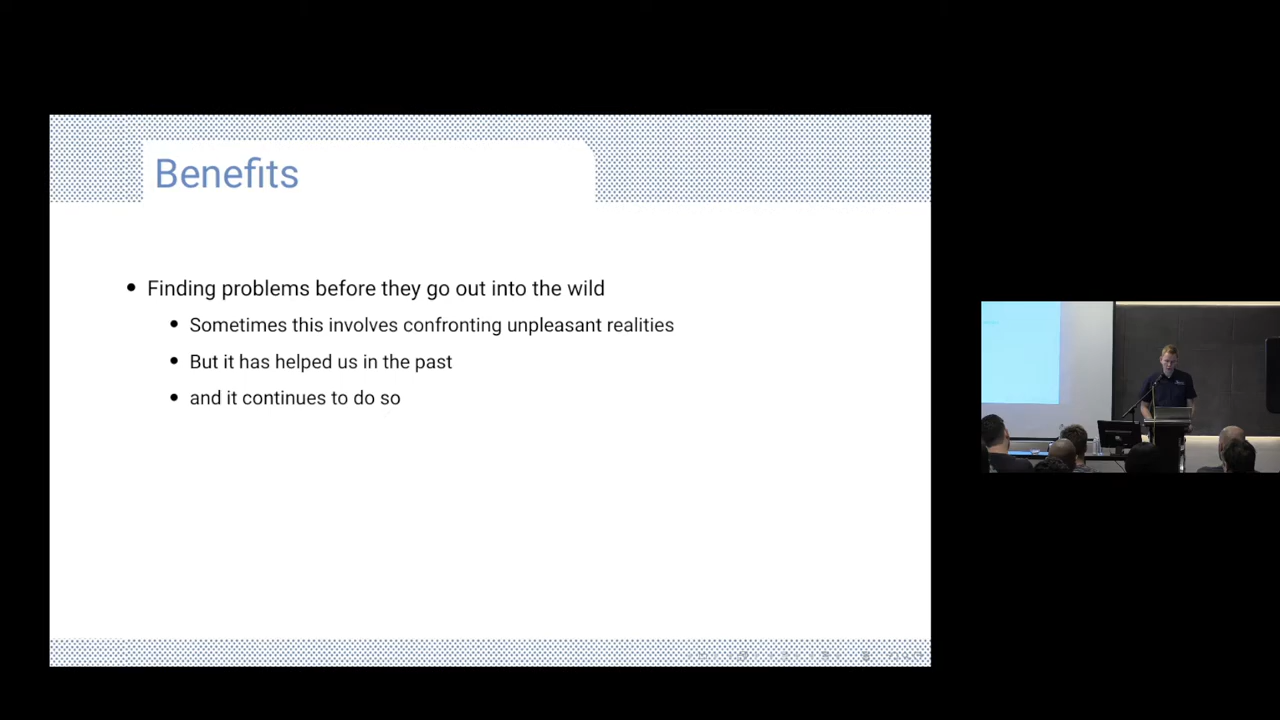 Benefits
Finding problems before they go out into the wild
Sometimes this involves confronting unpleasant realities
But it has helped us in the past
and it continues to do so